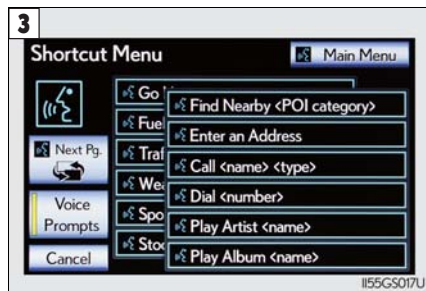 3
Shortcut Menu
Main Menu
Go
Find Nearby <POI category>
Fuel
Enter an Address
Next Pg.
Traf
Call <name> <type>
Wea
Dial <number>
Voice
Prompts
Spo
Play Artist <name>
Stoc
Play Album <name>
Cancel
II55GS017U